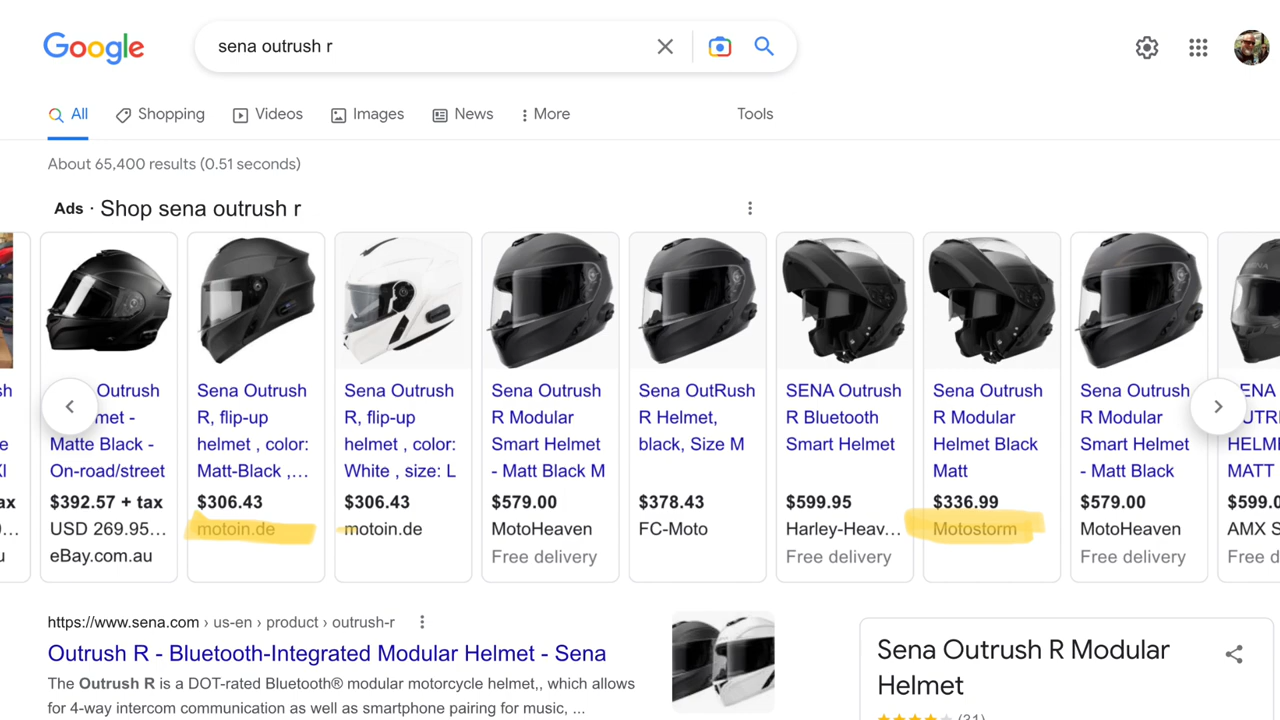 Google
sena outrush r
All
Shopping
Videos
Images
News
More
Tools
About 65,400 results (0.51 seconds)
Ads · Shop sena outrush r
Outrush
met -
Matte Black -
On-road/street
$392.57 + tax
USD 269.95…
eBay.com.au
Sena Outrush
R, flip-up
helmet , color:
Matt-Black ,…
$306.43
motoin.de
Sena Outrush
R, flip-up
helmet , color:
White , size: L
$306.43
motoin.de
Sena Outrush
R Modular
Smart Helmet
- Matt Black M
$579.00
MotoHeaven
Free delivery
Sena OutRush
R Helmet,
black, Size M
$378.43
FC-Moto
SENA Outrush
R Bluetooth
Smart Helmet
$599.95
Harley-Heav…
Free delivery
Sena Outrush
R Modular
Helmet Black
Matt
$336.99
Motostorm
Sena Outrush
R Modular
Smart Helmet
- Matt Black
$579.00
MotoHeaven
Free delivery
SENA
ENA
UTR
HELM
MATT
$599.0
AMX S
Free d
https://www.sena.com › us-en › product › outrush-r
Outrush R - Bluetooth-Integrated Modular Helmet - Sena
The Outrush R is a DOT-rated Bluetooth® modular motorcycle helmet,, which allows
for 4-way intercom communication as well as smartphone pairing for music, ...
Sena Outrush R Modular
Helmet